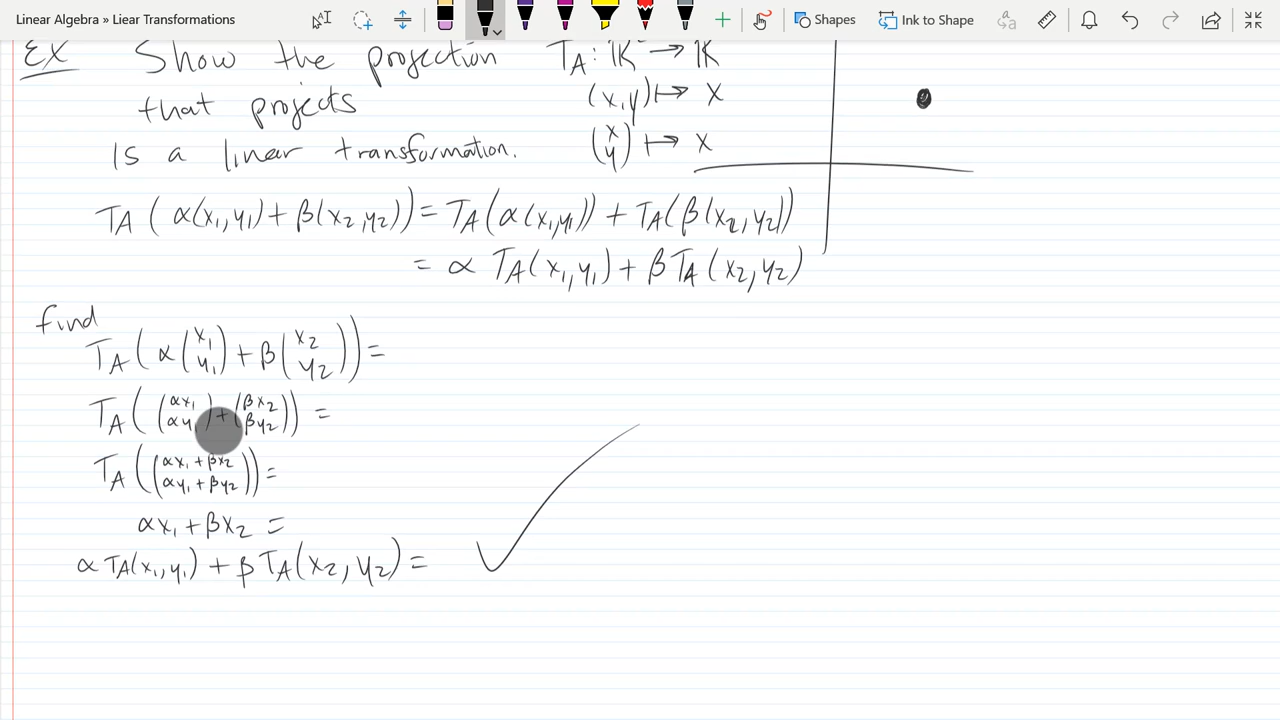 Linear Algebra » Liear Transformations
Shapes
Ink to Shape
EX Show the projection T_A: ℝ → ℝ
that projects (x,y) ↦ x
Is a linear transformation. (x y) ↦ x
T_A(α(x₁,y₁)+β(x₂,y₂)) = T_A(α(x₁,y₁)) + T_A(β(x₂,y₂))
= α T_A(x₁,y₁) + β T_A(x₂,y₂)
find
T_A(α(x₁ y₁)+β(x₂ y₂)) =
T_A((αx₁ αy₁)+(βx₂ βy₂)) =
T_A((αx₁+βx₂ αy₁+βy₂)) =
αx₁+βx₂ =
α T_A(x₁,y₁) + β T_A(x₂,y₂) =